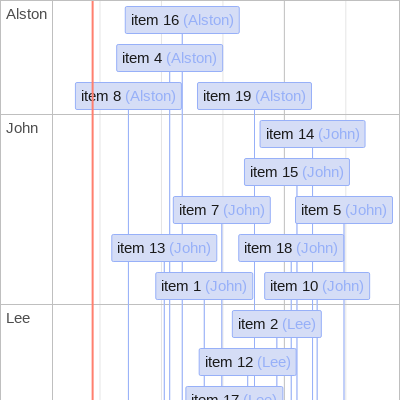 Alston
item 16 (Alston)
item 4 (Alston)
item 8 (Alston) item 19 (Alston)
John
item 14 (John)
item 15 (John)
item 7 (John) item 5 (John)
item 13 (John) item 18 (John)
item 1 (John) item 10 (John)
Lee
item 2 (Lee)
item 12 (Lee)
item 17 (Lee)